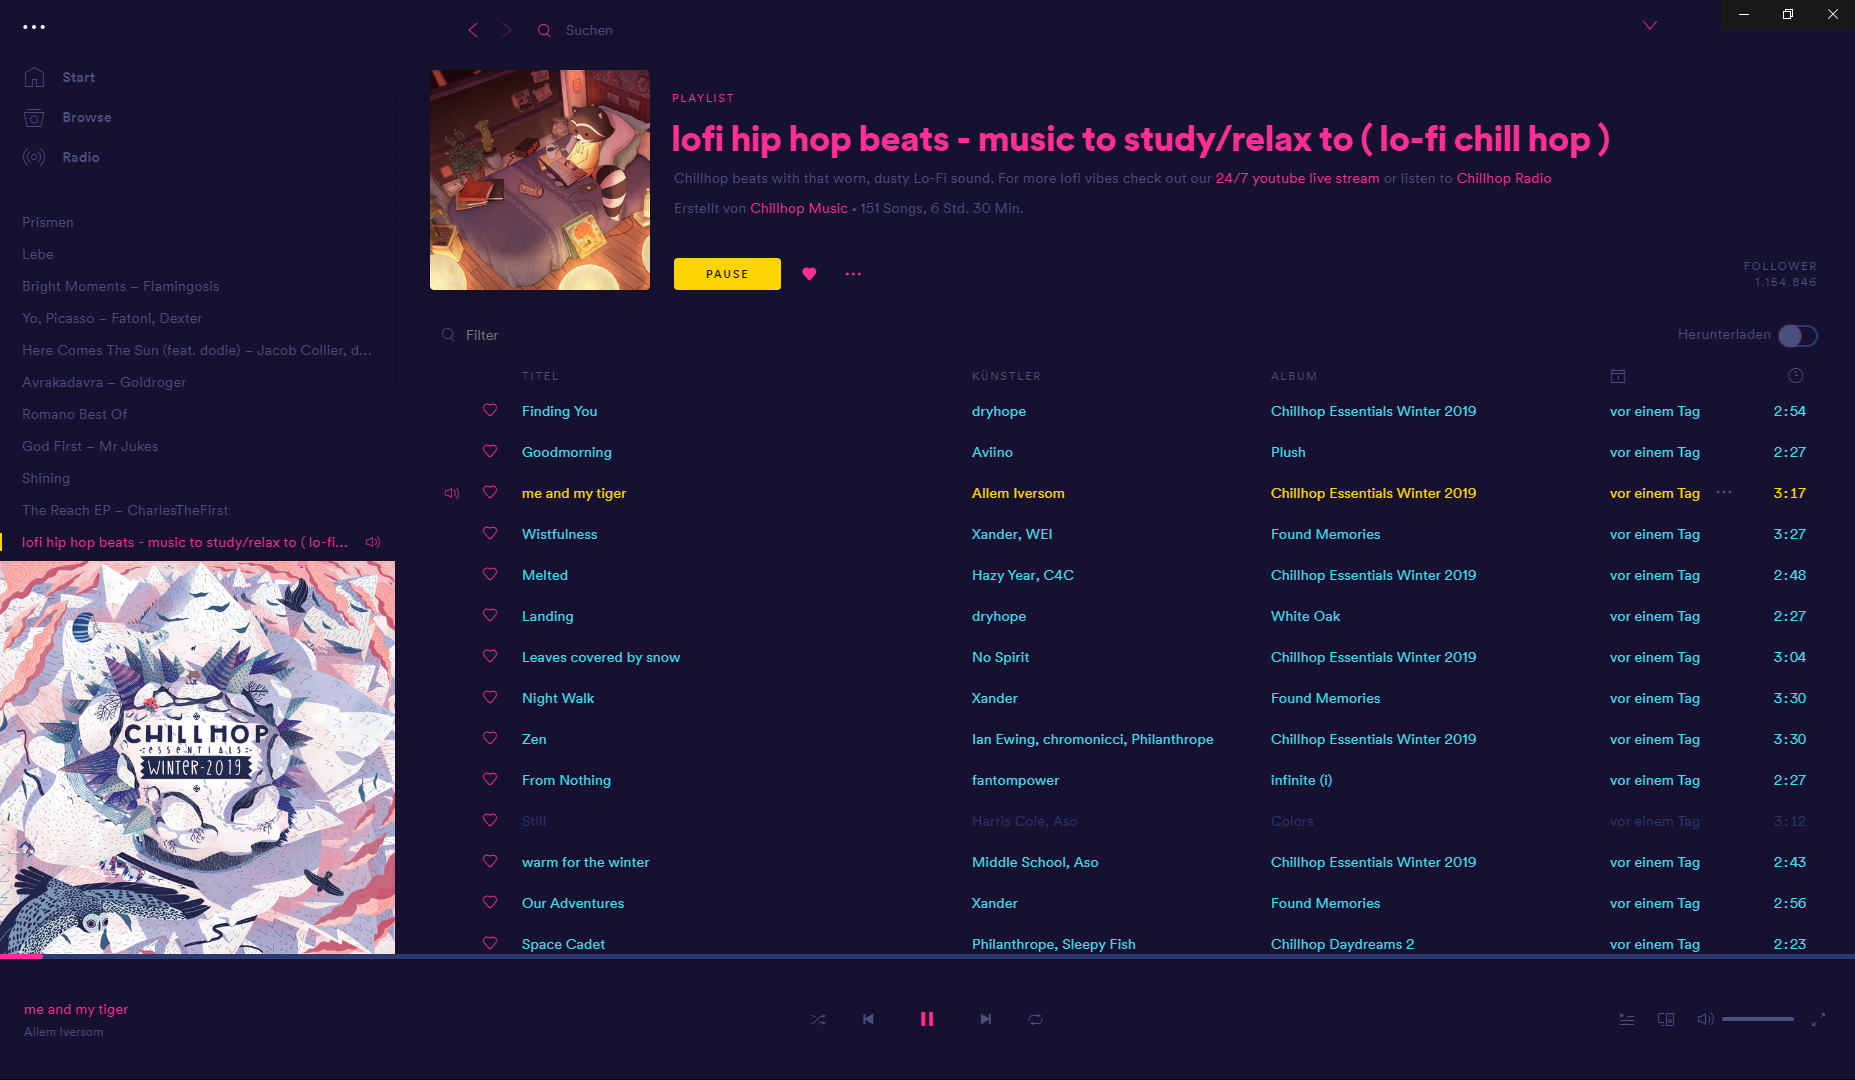 Suchen
Start
Browse
Radio
Prismen
Lebe
Bright Moments – Flamingosis
Yo, Picasso – Fatoni, Dexter
Here Comes The Sun (feat. dodie) – Jacob Collier, d...
Avrakadavra – Goldroger
Romano Best Of
God First – Mr Jukes
Shining
The Reach EP – CharlesTheFirst
lofi hip hop beats - music to study/relax to ( lo-fi...
CHILLHOP
ESSENTIALS
WINTER-2019
PLAYLIST
lofi hip hop beats - music to study/relax to ( lo-fi chill hop )
Chillhop beats with that worn, dusty Lo-Fi sound. For more lofi vibes check out our 24/7 youtube live stream or listen to Chillhop Radio
Erstellt von Chillhop Music • 151 Songs, 6 Std. 30 Min.
PAUSE
FOLLOWER
1.154.846
Filter
Herunterladen
TITEL KÜNSTLER ALBUM
Finding You dryhope Chillhop Essentials Winter 2019 vor einem Tag 2:54
Goodmorning Aviino Plush vor einem Tag 2:27
me and my tiger Allem Iversom Chillhop Essentials Winter 2019 vor einem Tag 3:17
Wistfulness Xander, WEI Found Memories vor einem Tag 3:27
Melted Hazy Year, C4C Chillhop Essentials Winter 2019 vor einem Tag 2:48
Landing dryhope White Oak vor einem Tag 2:27
Leaves covered by snow No Spirit Chillhop Essentials Winter 2019 vor einem Tag 3:04
Night Walk Xander Found Memories vor einem Tag 3:30
Zen Ian Ewing, chromonicci, Philanthrope Chillhop Essentials Winter 2019 vor einem Tag 3:30
From Nothing fantompower infinite (i) vor einem Tag 2:27
Still Harris Cole, Aso Colors vor einem Tag 3:12
warm for the winter Middle School, Aso Chillhop Essentials Winter 2019 vor einem Tag 2:43
Our Adventures Xander Found Memories vor einem Tag 2:56
Space Cadet Philanthrope, Sleepy Fish Chillhop Daydreams 2 vor einem Tag 2:23
me and my tiger
Allem Iversom